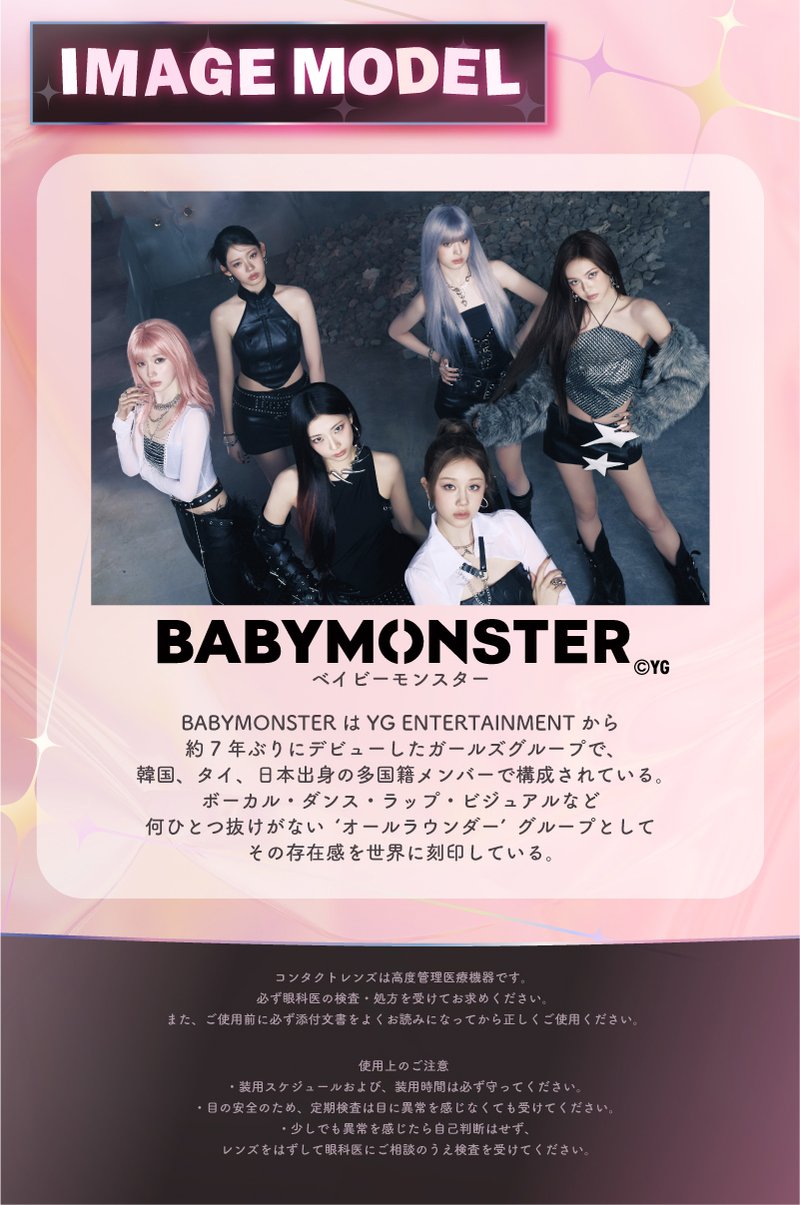 IMAGE MODEL
BABYMONSTER
©YG
ベイビーモンスター
BABYMONSTER は YG ENTERTAINMENT から
約 7 年ぶりにデビューしたガールズグループで、
韓国、タイ、日本出身の多国籍メンバーで構成されている。
ボーカル・ダンス・ラップ・ビジュアルなど
何ひとつ抜けがない ‘オールラウンダー’ グループとして
その存在感を世界に刻印している。
コンタクトレンズは高度管理医療機器です。
必ず眼科医の検査・処方を受けてお求めください。
また、ご使用前に必ず添付文書をよくお読みになってから正しくご使用ください。
使用上のご注意
・装用スケジュールおよび、装用時間は必ず守ってください。
・目の安全のため、定期検査は目に異常を感じなくても受けてください。
・少しでも異常を感じたら自己判断はせず、
レンズをはずして眼科医にご相談のうえ検査を受けてください。